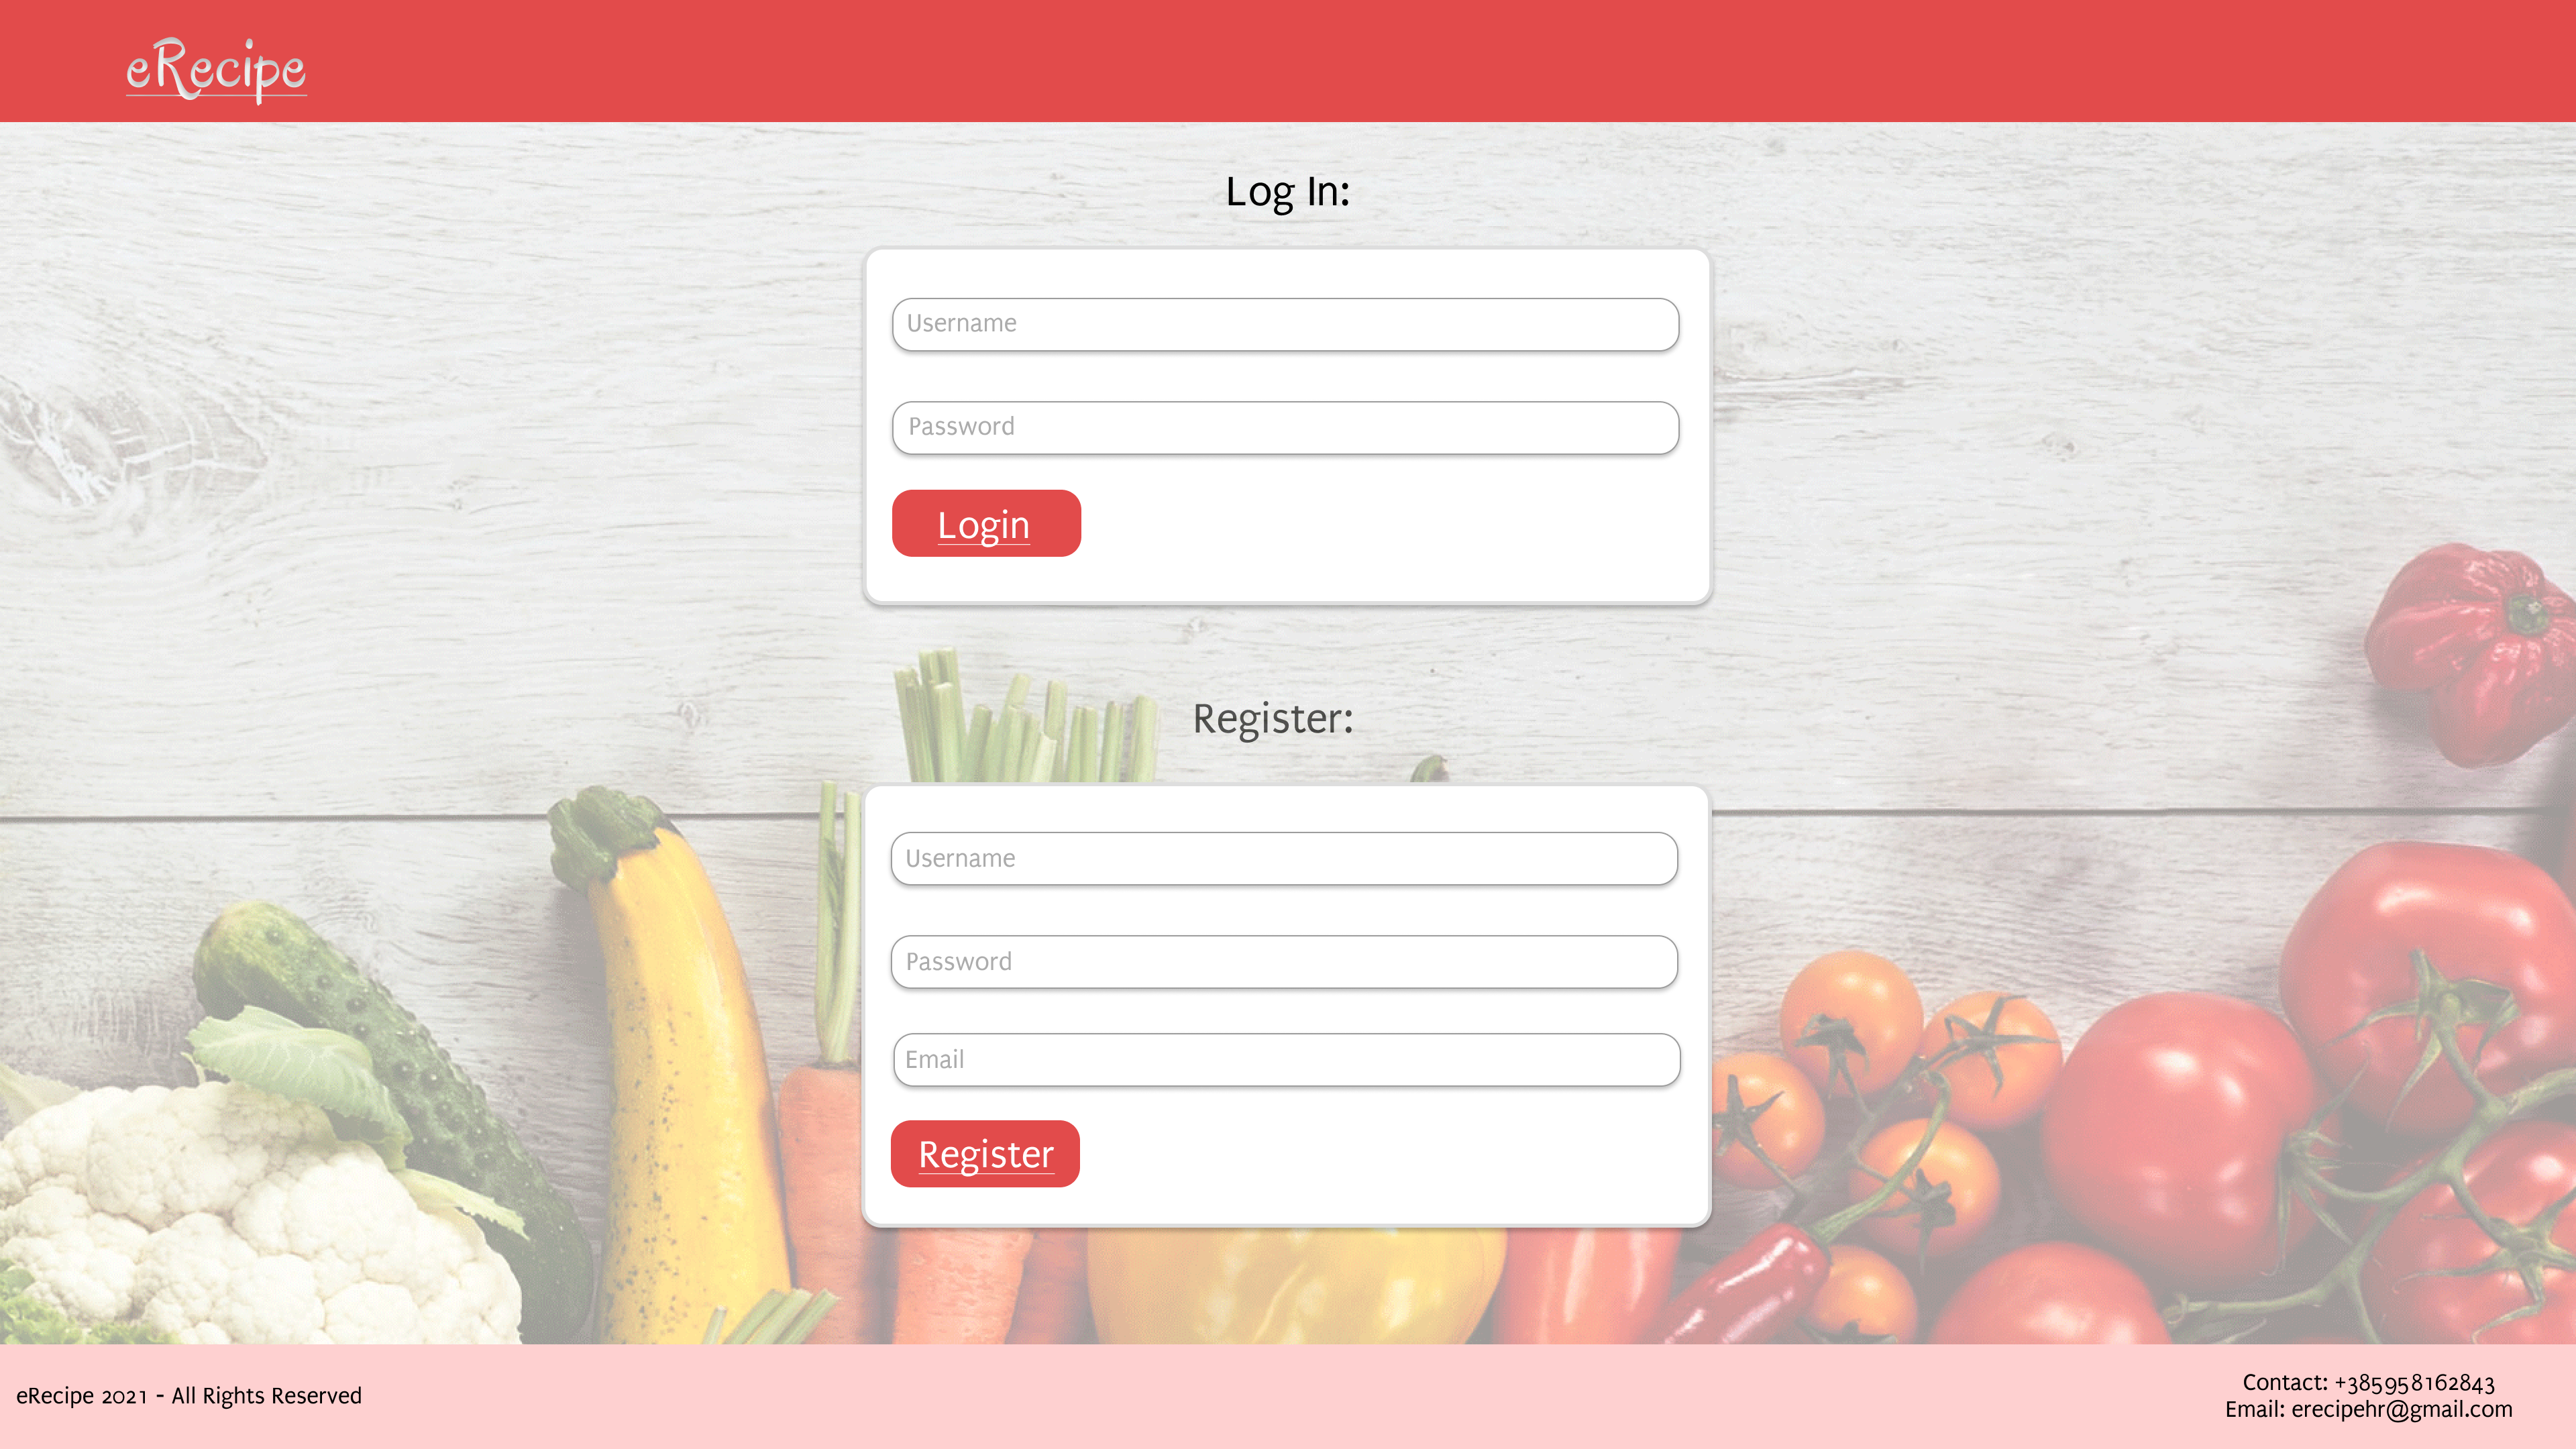 eRecipe
Log In:
Username
Password
Login
Register:
Username
Password
Email
Register
eRecipe 2021 - All Rights Reserved
Contact: +385958162843
Email: erecipehr@gmail.com